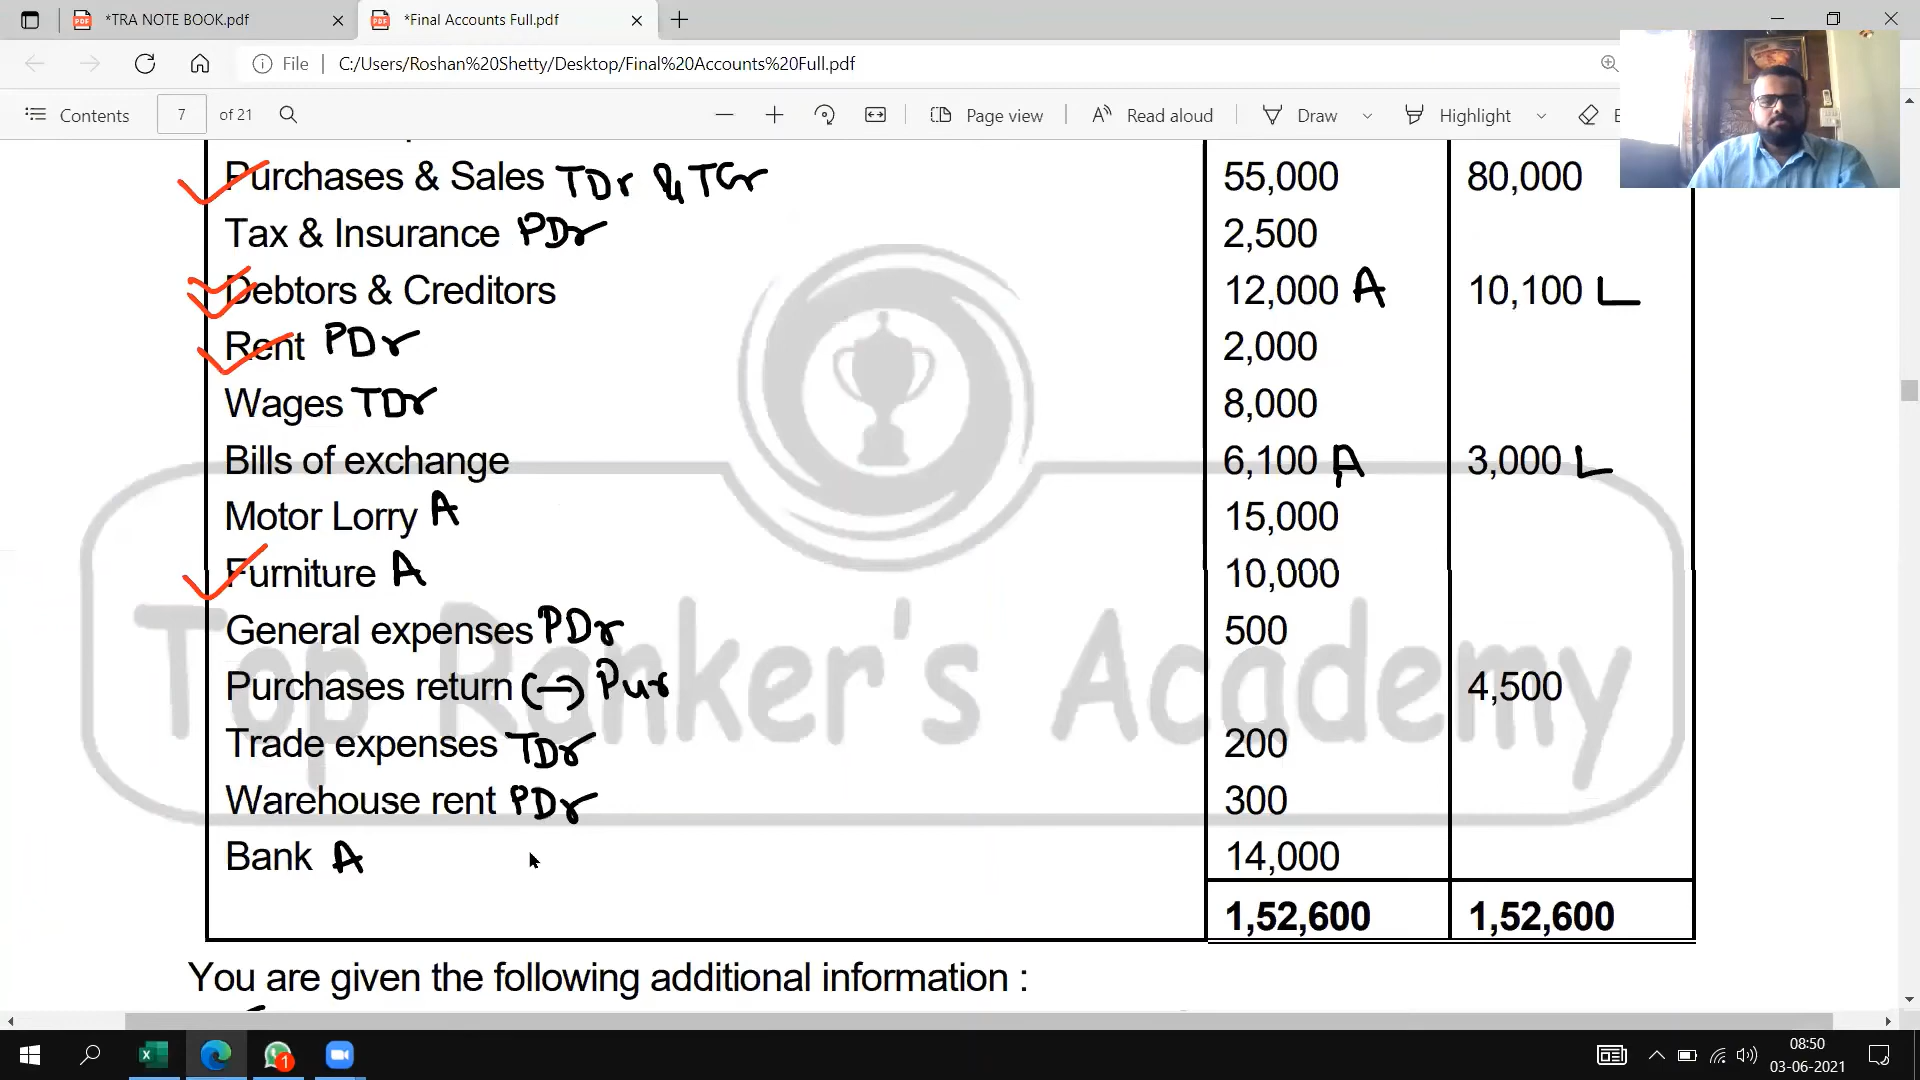 *TRA NOTE BOOK.pdf
*Final Accounts Full.pdf
File C:/Users/Roshan%20Shetty/Desktop/Final%20Accounts%20Full.pdf
Contents 7 of 21 Page view Read aloud Draw Highlight E
Purchases & Sales TDr & TCr 55,000 80,000
Tax & Insurance PDr 2,500
Debtors & Creditors 12,000 A 10,100 L
Rent PDr 2,000
Wages TDr 8,000
Bills of exchange 6,100 A 3,000 L
Motor Lorry A 15,000
Furniture A 10,000
General expenses PDr 500
Purchases return (-) Pur 4,500
Trade expenses TDr 200
Warehouse rent PDr 300
Bank A 14,000
1,52,600 1,52,600
Top Ranker's Academy
You are given the following additional information :
1
08:50
03-06-2021